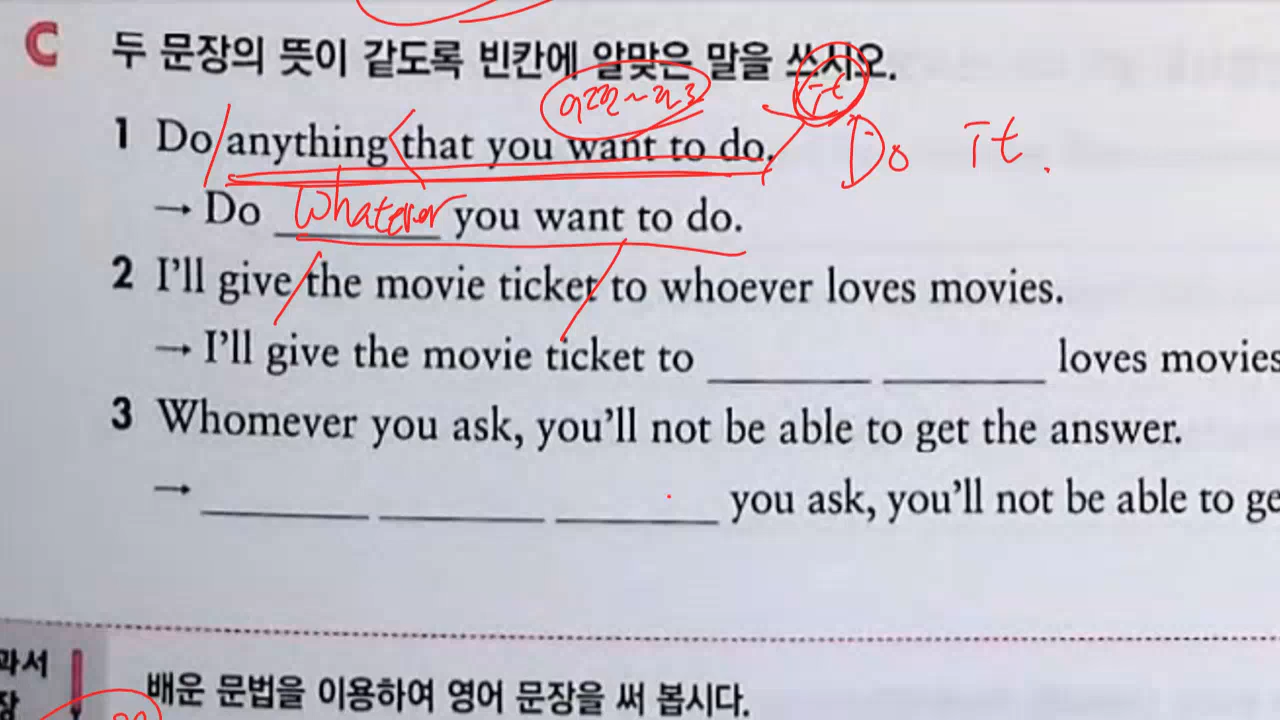 C 두 문장의 뜻이 같도록 빈칸에 알맞은 말을 쓰시오.
it
1 Do anything that you want to do. Do it.
→ Do whatever you want to do.
2 I'll give the movie ticket to whoever loves movies.
→ I'll give the movie ticket to ________ ________ loves movies
3 Whomever you ask, you'll not be able to get the answer.
→ ________ ________ ________ you ask, you'll not be able to ge
과서
장
배운 문법을 이용하여 영어 문장을 써 봅시다.